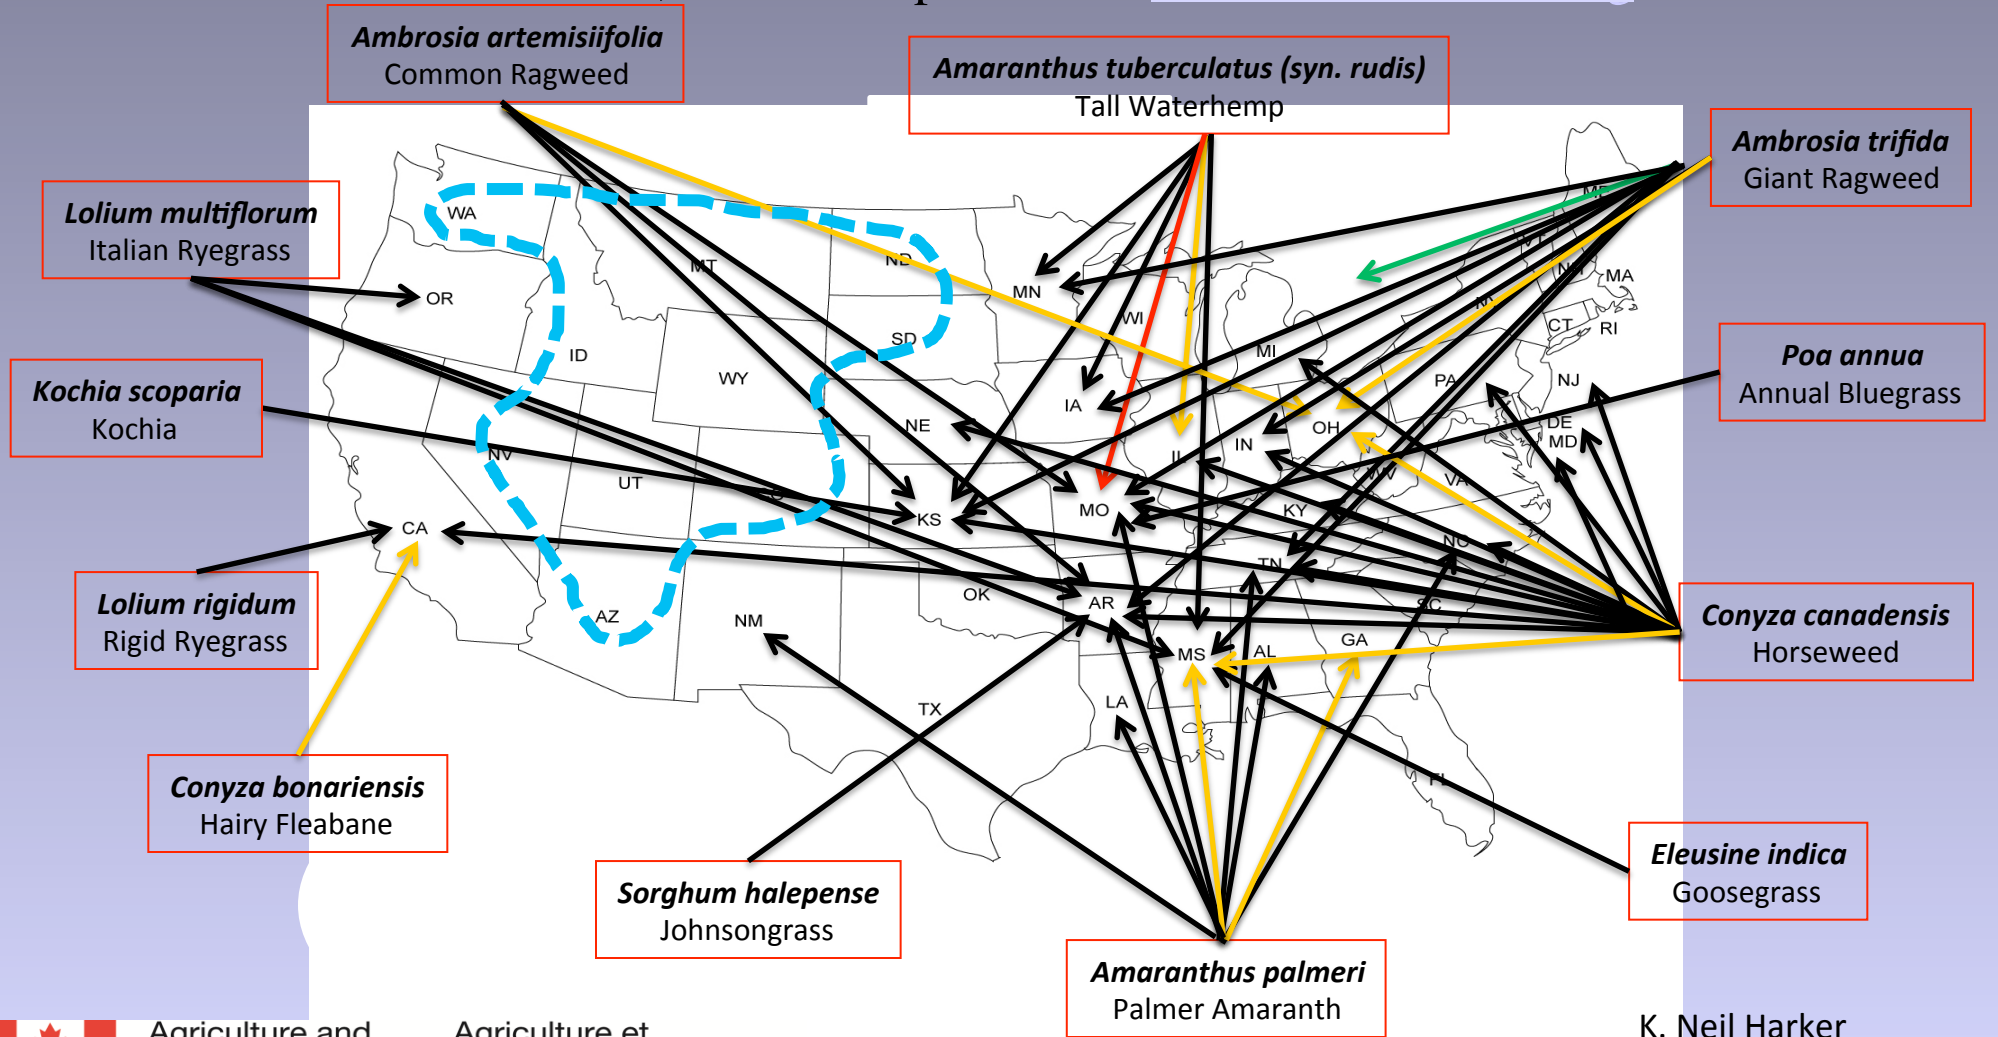 Ambrosia artemisiifolia
Common Ragweed
Amaranthus tuberculatus (syn. rudis)
Tall Waterhemp
Ambrosia trifida
Giant Ragweed
Lolium multiflorum
Italian Ryegrass
Kochia scoparia
Kochia
Poa annua
Annual Bluegrass
Lolium rigidum
Rigid Ryegrass
Conyza canadensis
Horseweed
Conyza bonariensis
Hairy Fleabane
Sorghum halepense
Johnsongrass
Eleusine indica
Goosegrass
Amaranthus palmeri
Palmer Amaranth
WA
MT
ND
MN
OR
ID
SD
WY
WI
MI
VT
NH
MA
CT
RI
NE
IA
PA
NJ
OH
IN
IL
DE
MD
WV
VA
NV
UT
CA
KS
MO
KY
NC
TN
AZ
NM
OK
AR
SC
MS
AL
GA
TX
LA
FL
Agriculture and
Agriculture et
K. Neil Harker